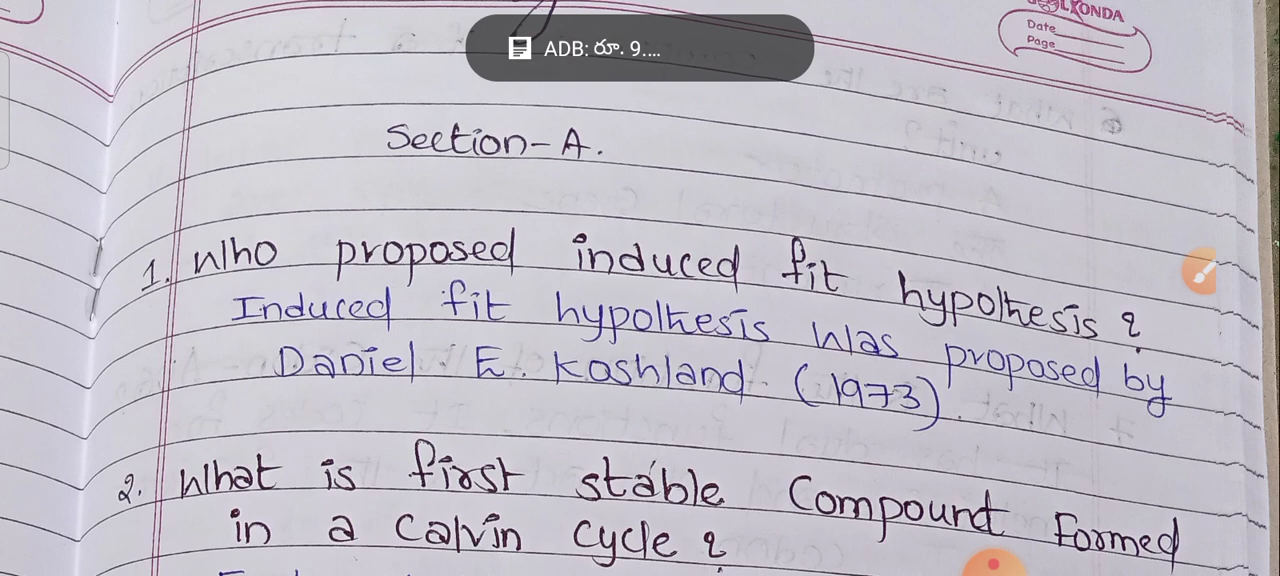 LXONDA
Date
Page
ADB: రూ. 9....
Section-A.
1. Who proposed induced fit hypothesis?
Induced fit hypothesis was proposed by
Daniel. E. Koshland. (1973).
2. What is first stable Compound Formed
in a Calvin cycle?